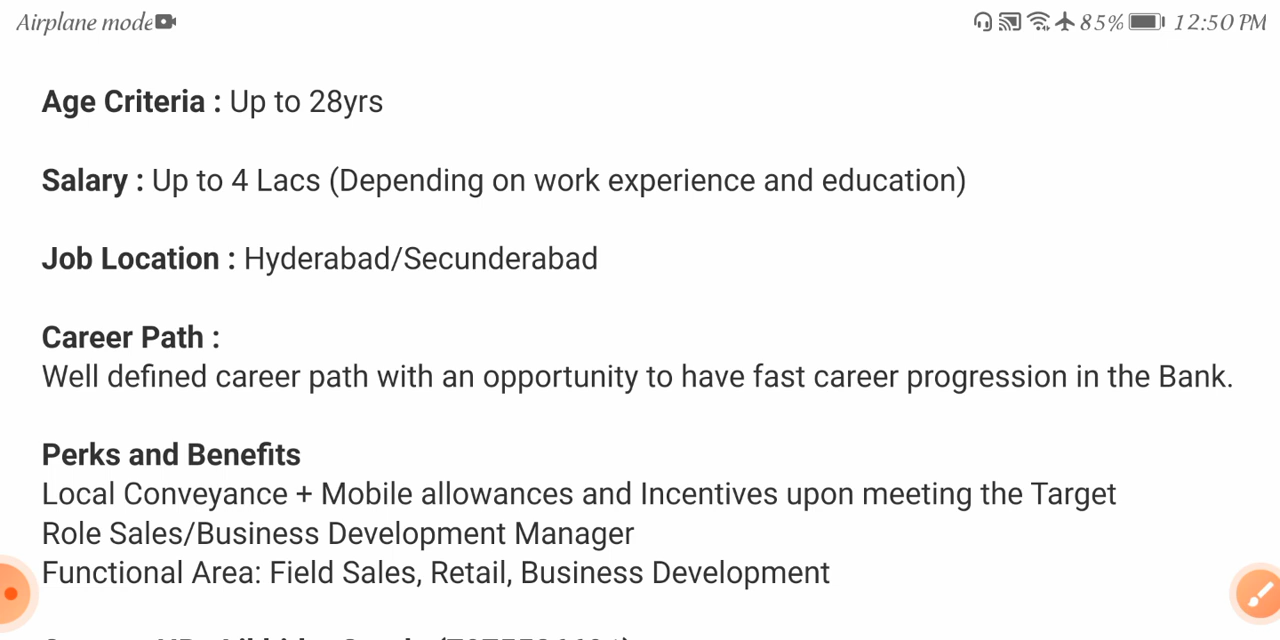 Airplane mode 85% 12:50 PM
Age Criteria : Up to 28yrs
Salary : Up to 4 Lacs (Depending on work experience and education)
Job Location : Hyderabad/Secunderabad
Career Path :
Well defined career path with an opportunity to have fast career progression in the Bank.
Perks and Benefits
Local Conveyance + Mobile allowances and Incentives upon meeting the Target
Role Sales/Business Development Manager
Functional Area: Field Sales, Retail, Business Development